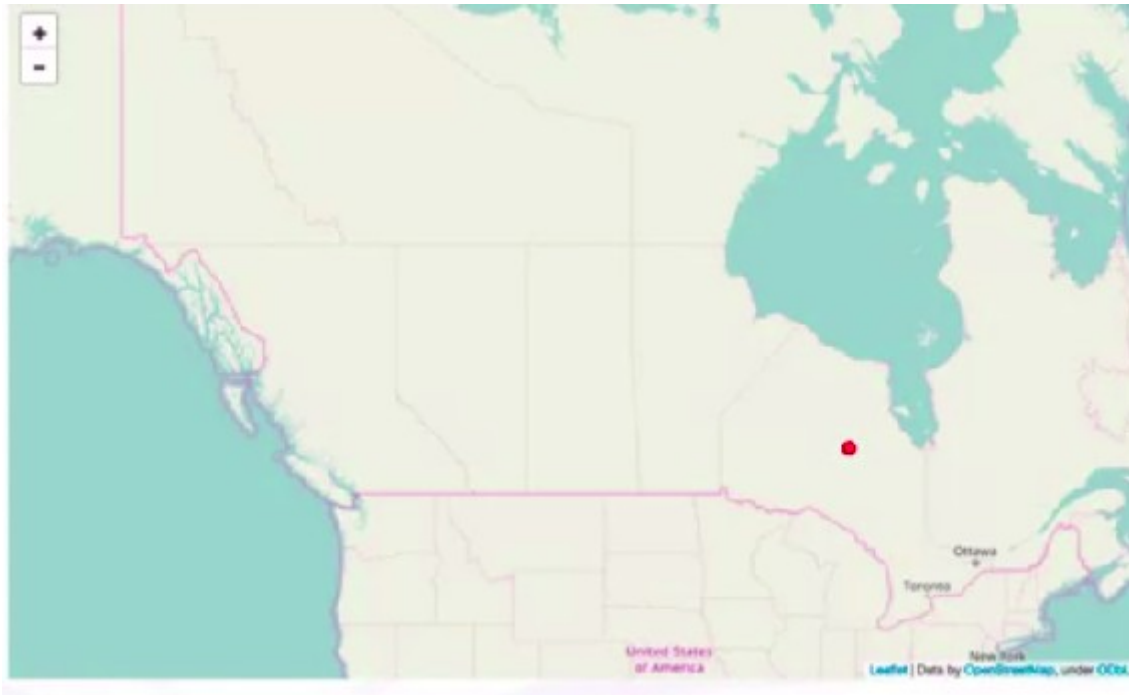 +
-
Ottawa
Toronto
New York
United States
of America
Leaflet | Data by OpenStreetMap, under ODbL